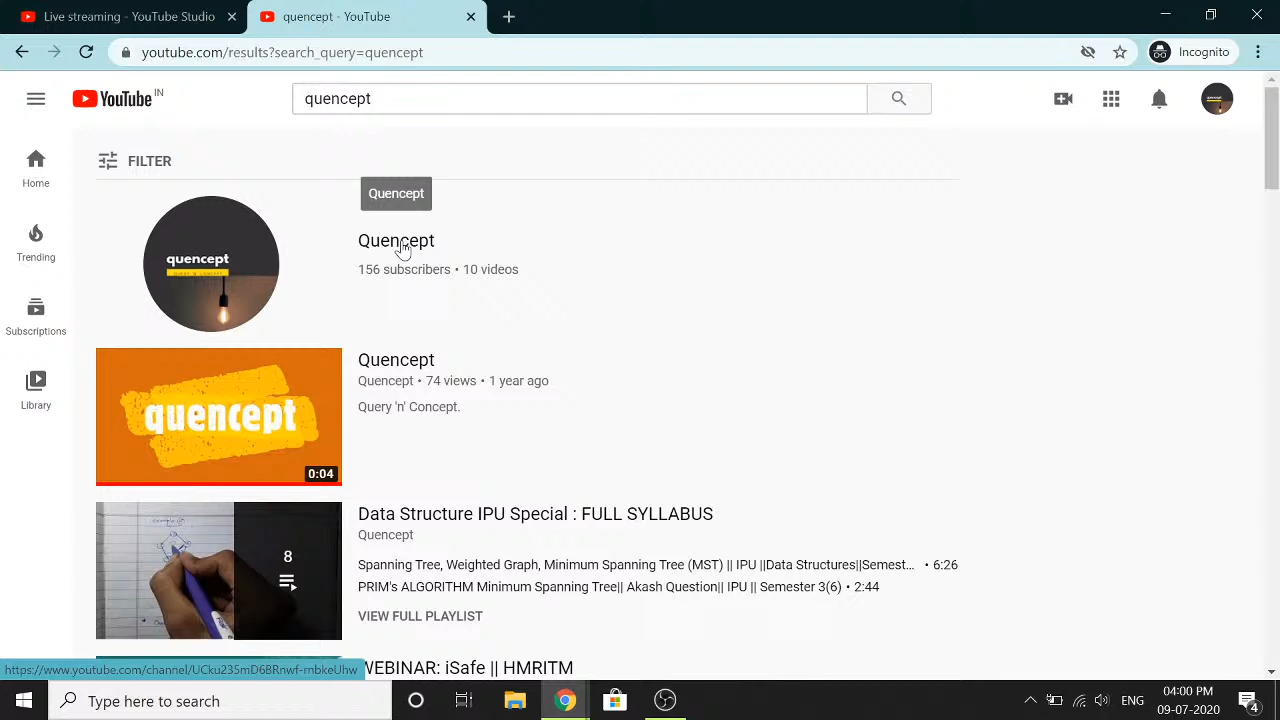 Live streaming - YouTube Studio
quencept - YouTube
youtube.com/results?search_query=quencept
Incognito
YouTube IN
quencept
quencept
Home
Trending
Subscriptions
Library
FILTER
Quencept
quencept
Quencept
156 subscribers • 10 videos
quencept
0:04
Quencept
Quencept • 74 views • 1 year ago
Query 'n' Concept.
8
Data Structure IPU Special : FULL SYLLABUS
Quencept
Spanning Tree, Weighted Graph, Minimum Spanning Tree (MST) || IPU ||Data Structures||Semest... • 6:26
PRIM's ALGORITHM Minimum Spanning Tree|| Akash Question|| IPU || Semester 3(6) • 2:44
VIEW FULL PLAYLIST
WEBINAR: iSafe || HMRITM
https://www.youtube.com/channel/UCku235mD6BRnwf-rnbkeUhw
Type here to search
ENG
04:00 PM
09-07-2020
4